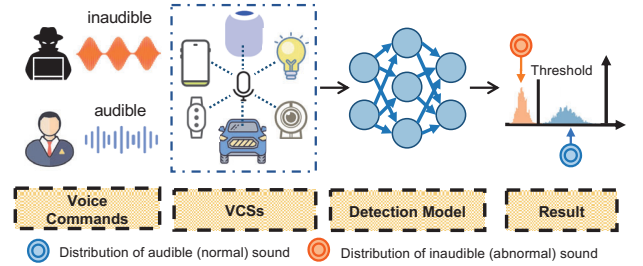 inaudible
audible
Threshold
Voice
Commands
VCSs
Detection Model
Result
Distribution of audible (normal) sound
Distribution of inaudible (abnormal) sound